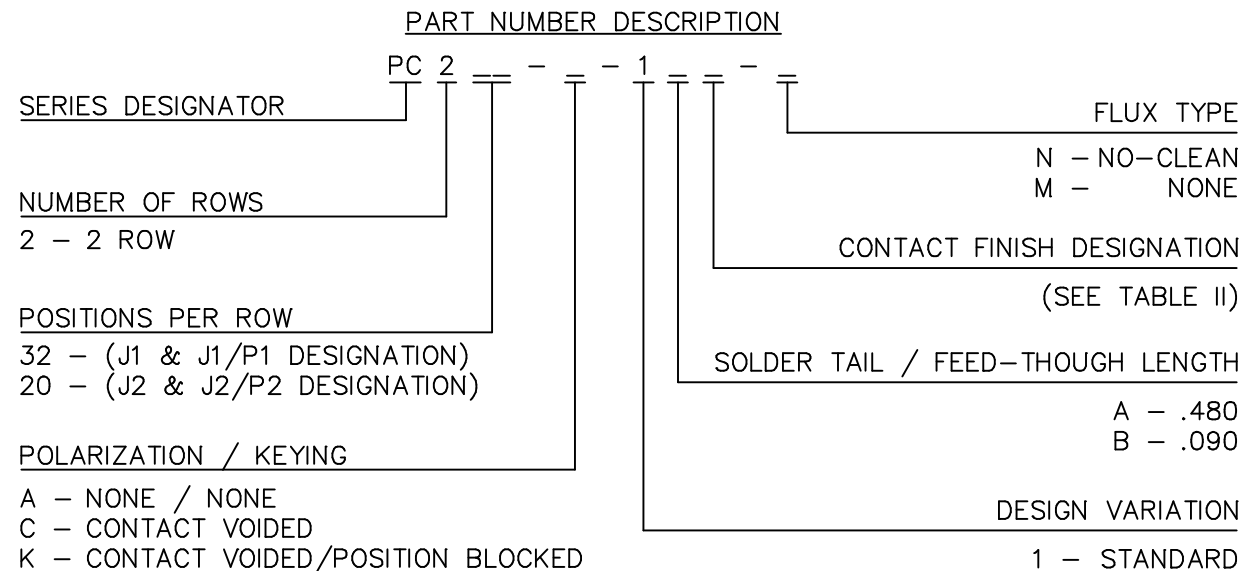 PART NUMBER DESCRIPTION
PC 2 __ - _ - 1 _ _ - _
SERIES DESIGNATOR
NUMBER OF ROWS
2 - 2 ROW
POSITIONS PER ROW
32 - (J1 & J1/P1 DESIGNATION)
20 - (J2 & J2/P2 DESIGNATION)
POLARIZATION / KEYING
A - NONE / NONE
C - CONTACT VOIDED
K - CONTACT VOIDED/POSITION BLOCKED
FLUX TYPE
N - NO-CLEAN
M - NONE
CONTACT FINISH DESIGNATION
(SEE TABLE II)
SOLDER TAIL / FEED-THOUGH LENGTH
A - .480
B - .090
DESIGN VARIATION
1 - STANDARD